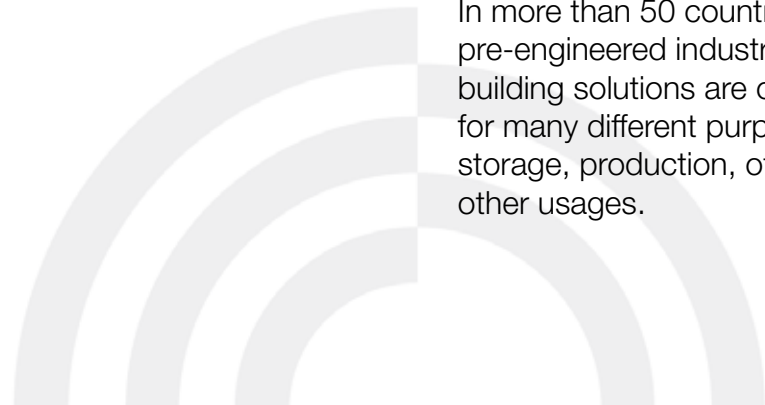 In more than 50 countr
pre-engineered industr
building solutions are
for many different purp
storage, production, o
other usages.